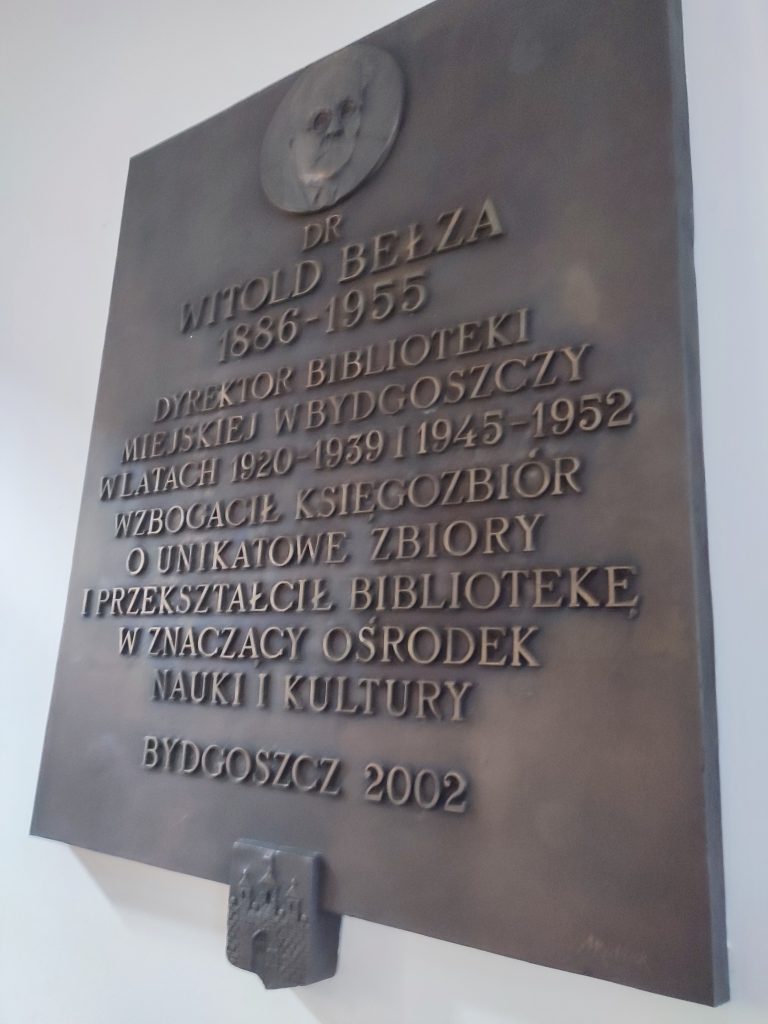 DR
WITOLD BEŁZA
1886-1955
DYREKTOR BIBLIOTEKI
MIEJSKIEJ W BYDGOSZCZY
W LATACH 1920-1939 I 1945-1952
WZBOGACIŁ KSIĘGOZBIÓR
O UNIKATOWE ZBIORY
I PRZEKSZTAŁCIŁ BIBLIOTEKĘ
W ZNACZĄCY OŚRODEK
NAUKI I KULTURY
BYDGOSZCZ 2002